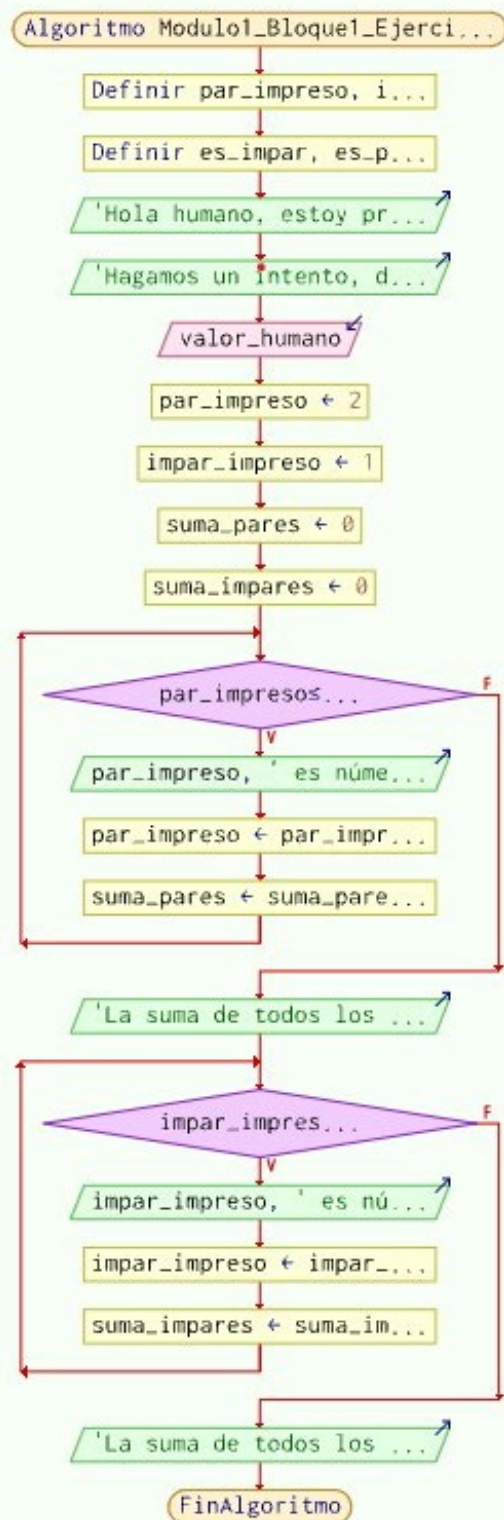 Algoritmo Modulo1_Bloque1_Ejerci...
Definir par_impreso, i...
Definir es_impar, es_p...
'Hola humano, estoy pr...
'Hagamos un intento, d...
valor_humano
par_impreso ← 2
impar_impreso ← 1
suma_pares ← 0
suma_impares ← 0
par_impreso≤...
F
V
par_impreso, ' es núme...
par_impreso ← par_impr...
suma_pares ← suma_pare...
'La suma de todos los ...
impar_impres...
F
V
impar_impreso, ' es nú...
impar_impreso ← impar_...
suma_impares ← suma_im...
'La suma de todos los ...
FinAlgoritmo